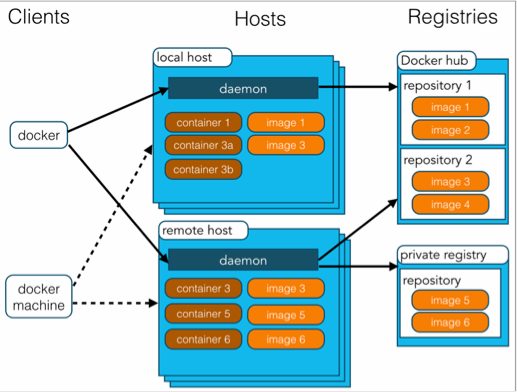 Clients
Hosts
Registries
local host
daemon
container 1
image 1
container 3a
image 3
container 3b
docker
docker
machine
remote host
daemon
container 3
image 3
container 5
image 5
container 6
image 6
Docker hub
repository 1
image 1
image 2
repository 2
image 3
image 4
private registry
repository
image 5
image 6